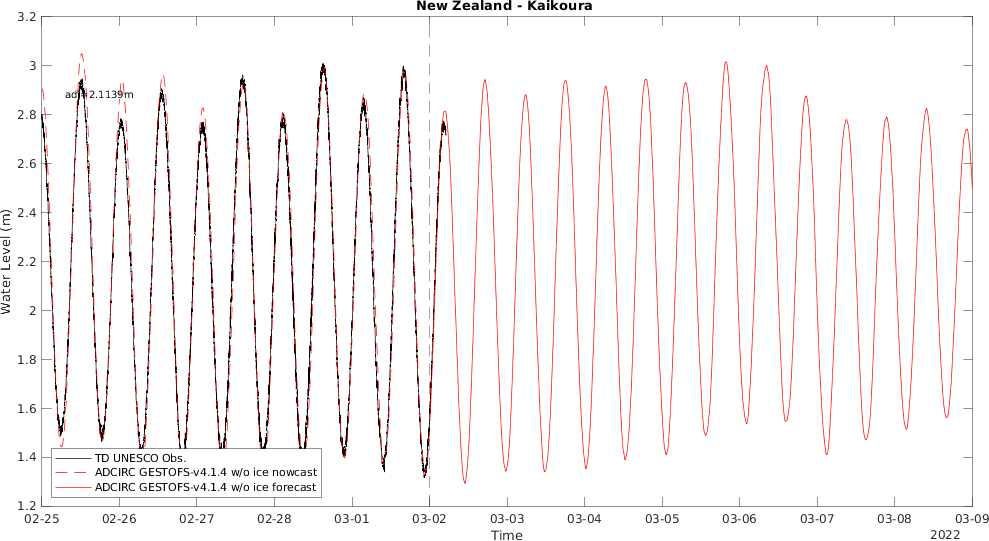 New Zealand - Kaikoura
3.2
3
2.8
2.6
2.4
2.2
2
1.8
1.6
1.4
1.2
Water Level (m)
adj=2.1139m
TD UNESCO Obs.
ADCIRC GESTOFS-v4.1.4 w/o ice nowcast
ADCIRC GESTOFS-v4.1.4 w/o ice forecast
02-25 02-26 02-27 02-28 03-01 03-02 03-03 03-04 03-05 03-06 03-07 03-08 03-09
Time
2022